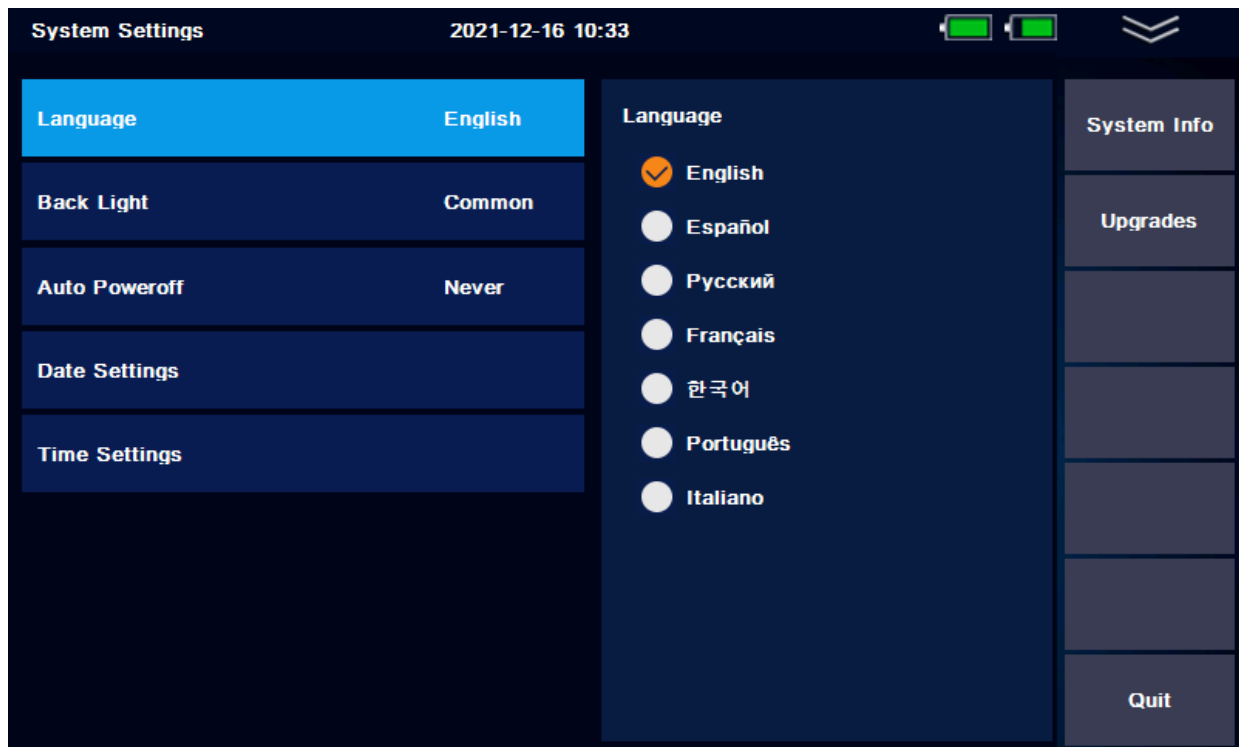 System Settings 2021-12-16 10:33
Language English
Back Light Common
Auto Poweroff Never
Date Settings
Time Settings
Language
English
Español
Русский
Français
한국어
Português
Italiano
System Info
Upgrades
Quit